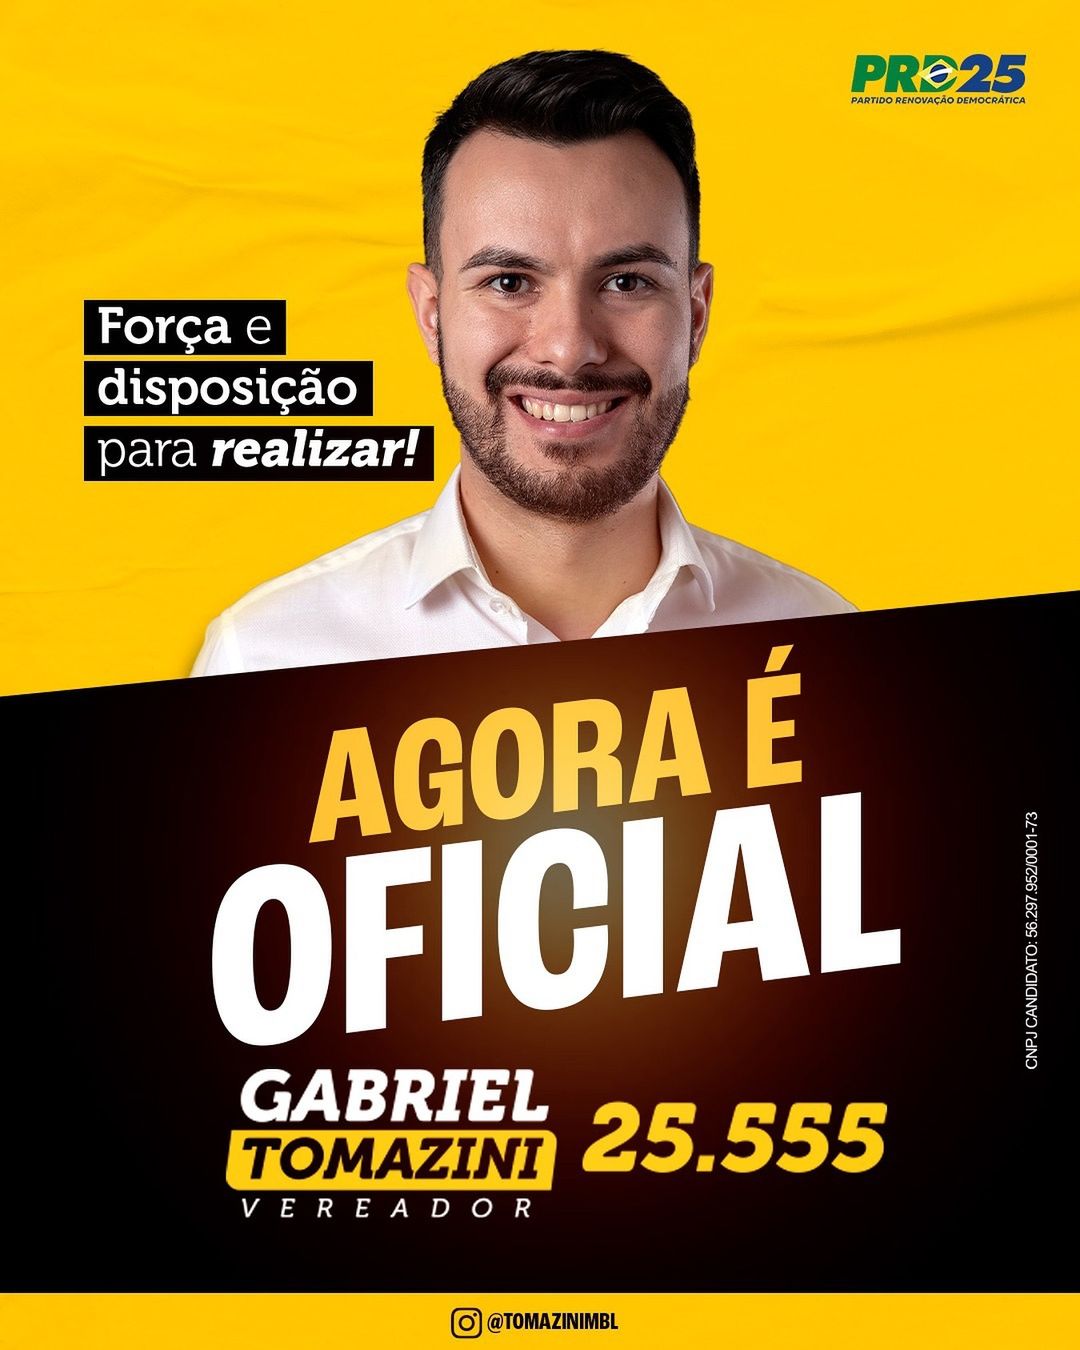 PRD25
PARTIDO RENOVAÇÃO DEMOCRÁTICA
Força e
disposição
para realizar!
AGORA É
OFICIAL
GABRIEL
TOMAZINI
VEREADOR
25.555
CNPJ CANDIDATO: 56.297.952/0001-73
@TOMAZINIMBL